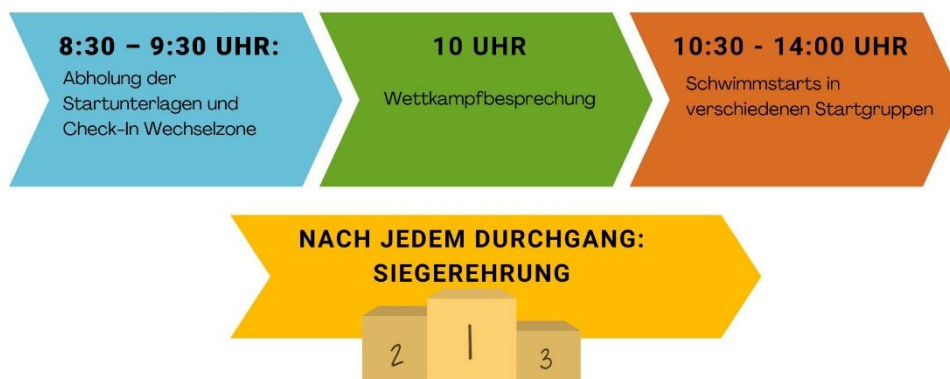 8:30 – 9:30 UHR:
Abholung der
Startunterlagen und
Check-In Wechselzone
10 UHR
Wettkampfbesprechung
10:30 - 14:00 UHR
Schwimmstarts in
verschiedenen Startgruppen
NACH JEDEM DURCHGANG:
SIEGEREHRUNG
2
1
3